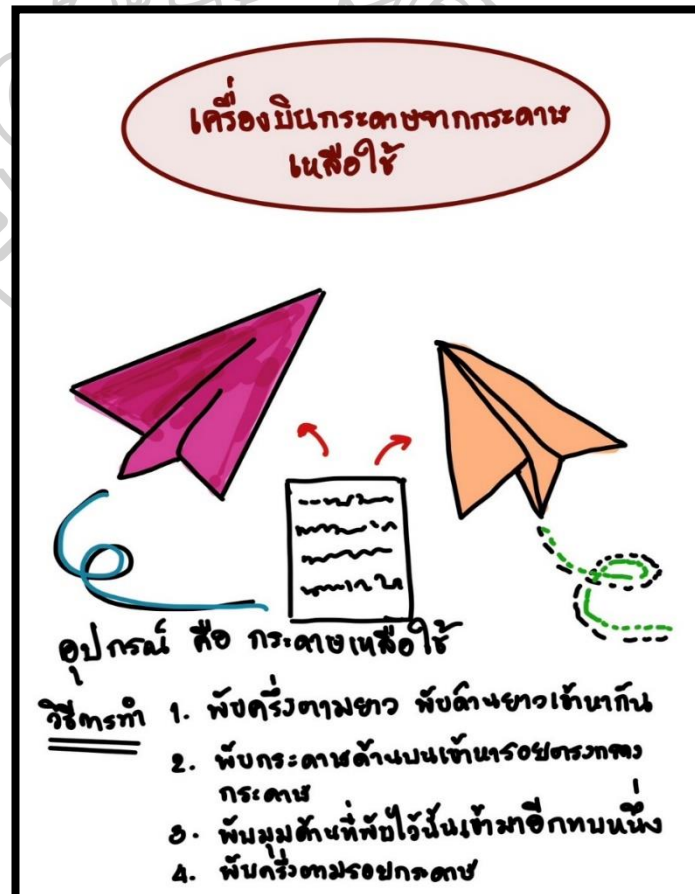 เครื่องบินกระดาษจากกระดาษ
เหลือใช้
อุปกรณ์ คือ กระดาษเหลือใช้
วิธีการทำ 1. พับครึ่งตามยาว พับด้านยาวเข้าหากัน
2. พับกระดาษด้านบนเข้าหารอยตรงกลาง
กระดาษ
3. พับมุมด้านที่พับไว้นั้นเข้ามาอีกทบหนึ่ง
4. พับครึ่งตามรอยกระดาษ